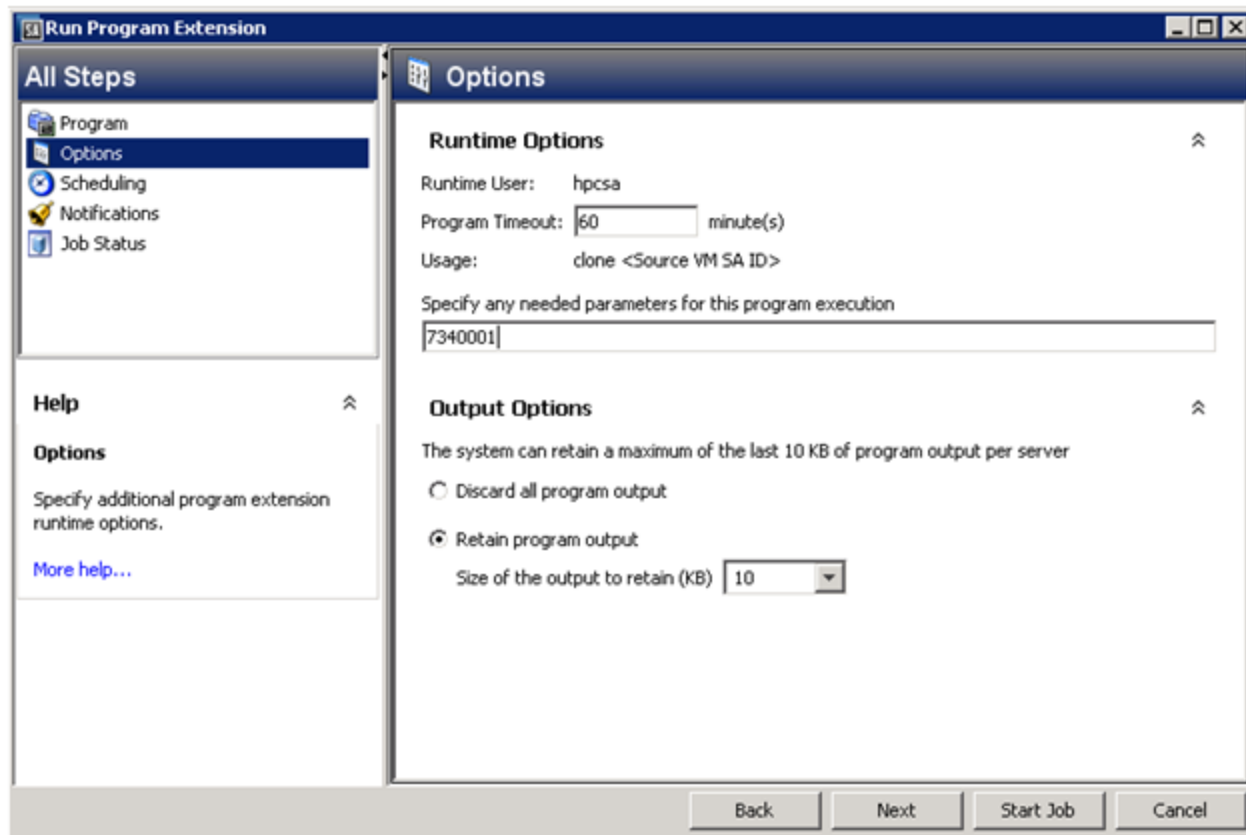 SA Run Program Extension
All Steps
Program
Options
Scheduling
Notifications
Job Status
Help
Options
Specify additional program extension
runtime options.
More help...
Options
Runtime Options
Runtime User: hpcsa
Program Timeout: 60 minute(s)
Usage: clone <Source VM SA ID>
Specify any needed parameters for this program execution
7340001
Output Options
The system can retain a maximum of the last 10 KB of program output per server
Discard all program output
Retain program output
Size of the output to retain (KB) 10
Back Next Start Job Cancel